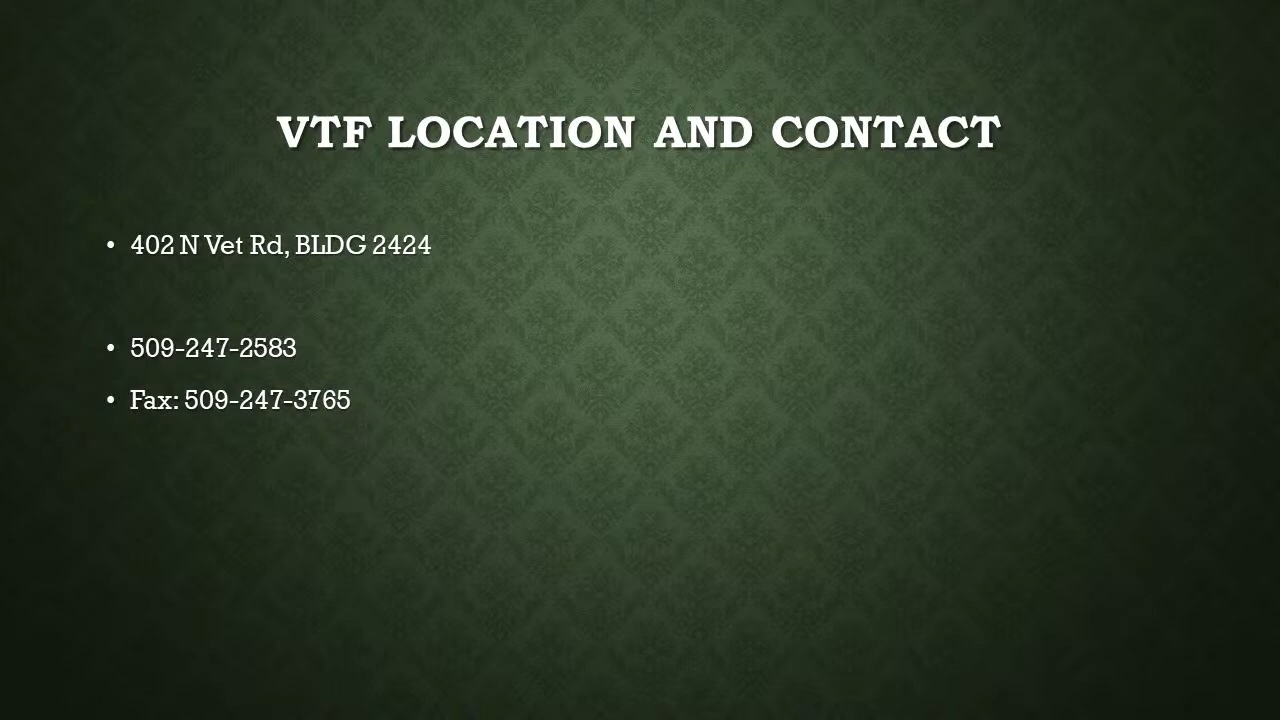 VTF LOCATION AND CONTACT
• 402 N Vet Rd, BLDG 2424
• 509-247-2583
• Fax: 509-247-3765